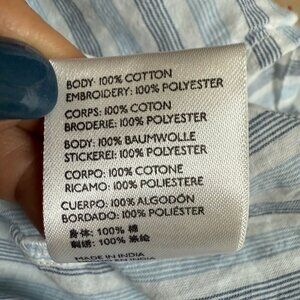 BODY: 100% COTTON
EMBROIDERY: 100% POLYESTER
CORPS: 100% COTON
BRODERIE: 100% POLYESTER
BODY: 100% BAUMWOLLE
STICKEREI: 100% POLYESTER
CORPO: 100% COTONE
RICAMO: 100% POLIESTERE
CUERPO: 100% ALGODÓN
BORDADO: 100% POLIÉSTER
身体: 100% 棉
刺绣: 100% 涤纶
MADE IN INDIA